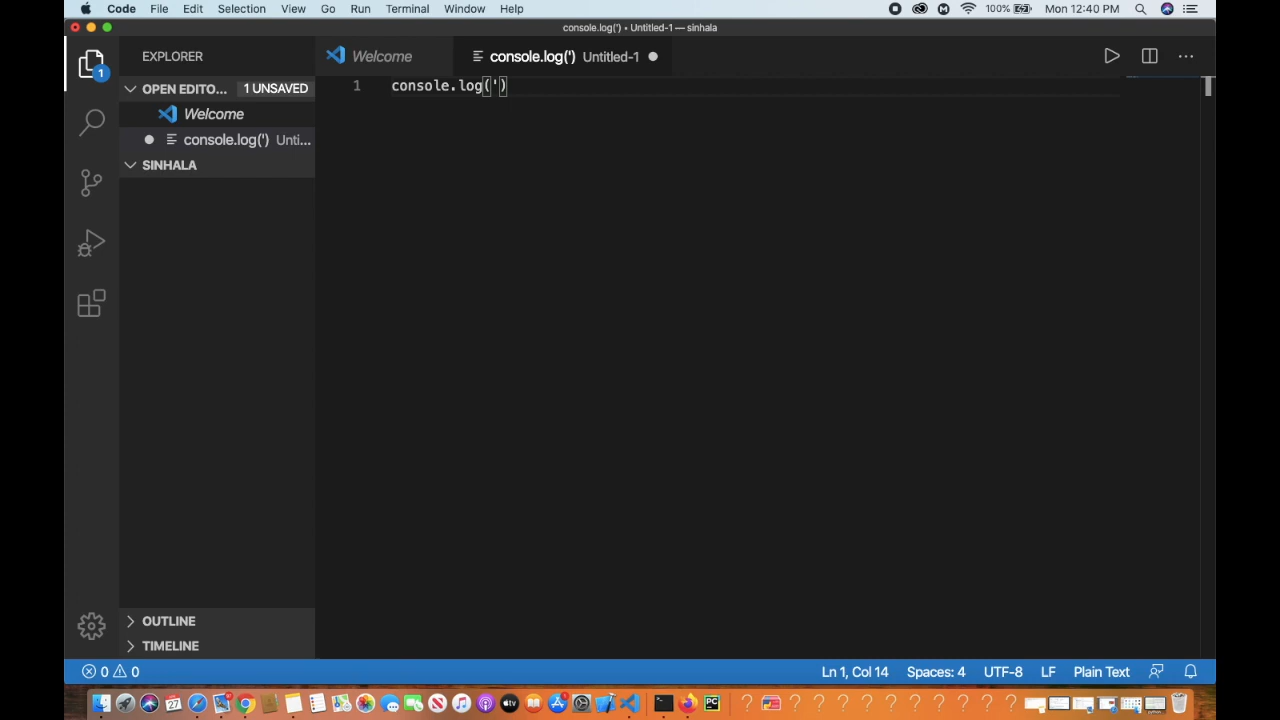 Code File Edit Selection View Go Run Terminal Window Help 100% Mon 12:40 PM
console.log(') • Untitled-1 — sinhala
EXPLORER
Welcome
console.log(') Untitled-1
1
OPEN EDITO... 1 UNSAVED
1 console.log(')
Welcome
console.log(') Unti...
SINHALA
OUTLINE
TIMELINE
0 0 Ln 1, Col 14 Spaces: 4 UTF-8 LF Plain Text